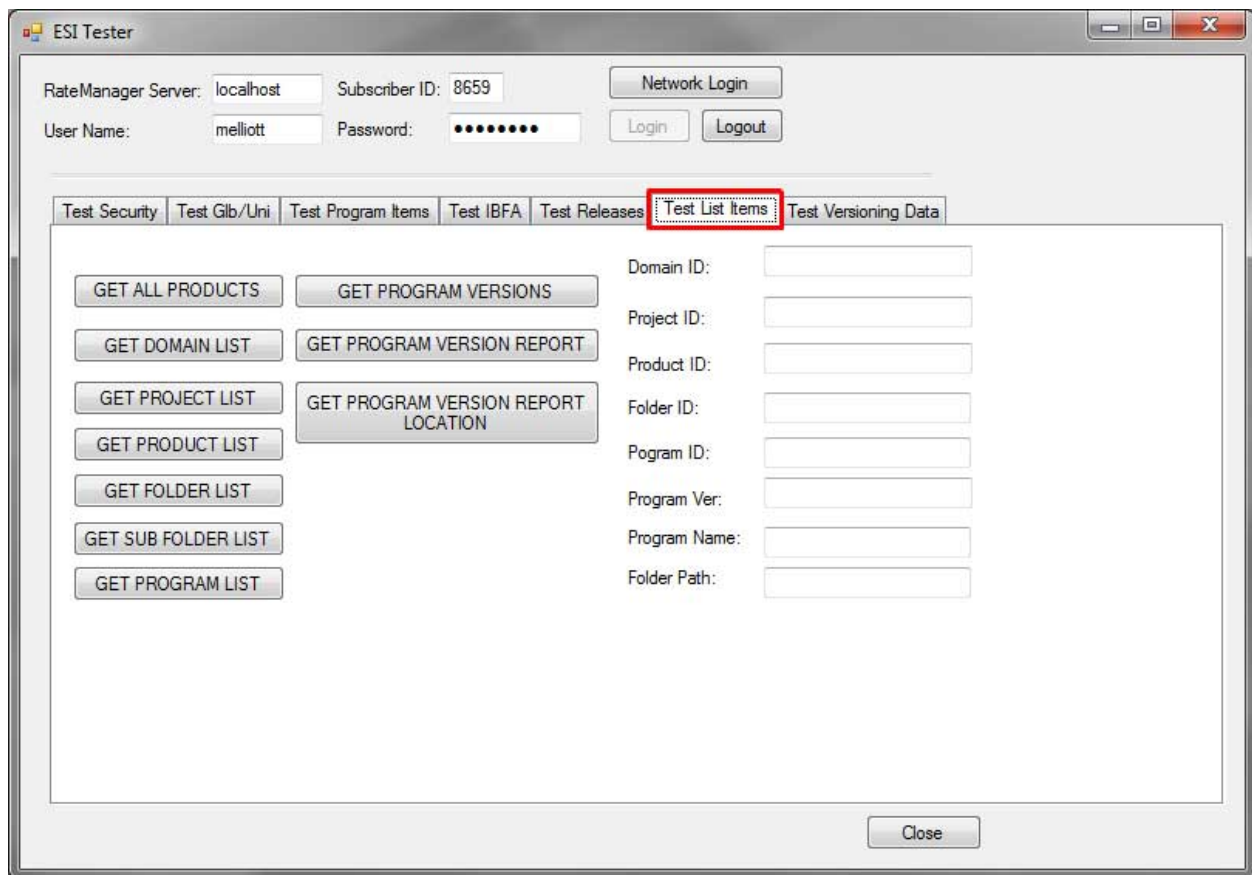 ESI Tester
RateManager Server: localhost Subscriber ID: 8659 Network Login
User Name: melliott Password: ●●●●●●●● Login Logout
Test Security Test Glb/Uni Test Program Items Test IBFA Test Releases Test List Items Test Versioning Data
GET ALL PRODUCTS
GET DOMAIN LIST
GET PROJECT LIST
GET PRODUCT LIST
GET FOLDER LIST
GET SUB FOLDER LIST
GET PROGRAM LIST
GET PROGRAM VERSIONS
GET PROGRAM VERSION REPORT
GET PROGRAM VERSION REPORT
LOCATION
Domain ID:
Project ID:
Product ID:
Folder ID:
Pogram ID:
Program Ver:
Program Name:
Folder Path:
Close